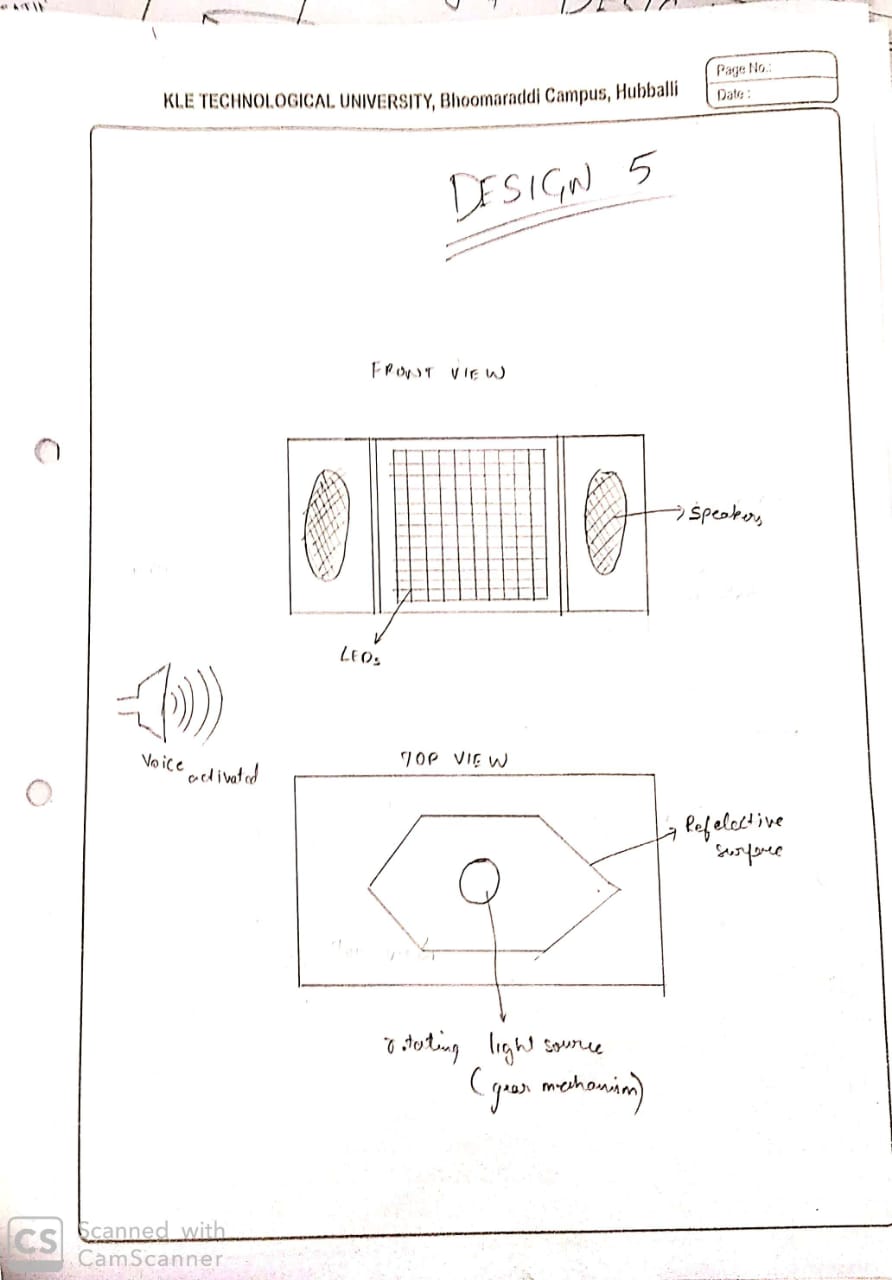 KLE TECHNOLOGICAL UNIVERSITY, Bhoomaraddi Campus, Hubballi
Page No.:
Date :
DESIGN 5
FRONT VIEW
Speakers
LEDs
Voice
activated
TOP VIEW
Refelective
surface
rotating light source
(gear mechanism)
CS
Scanned with
CamScanner